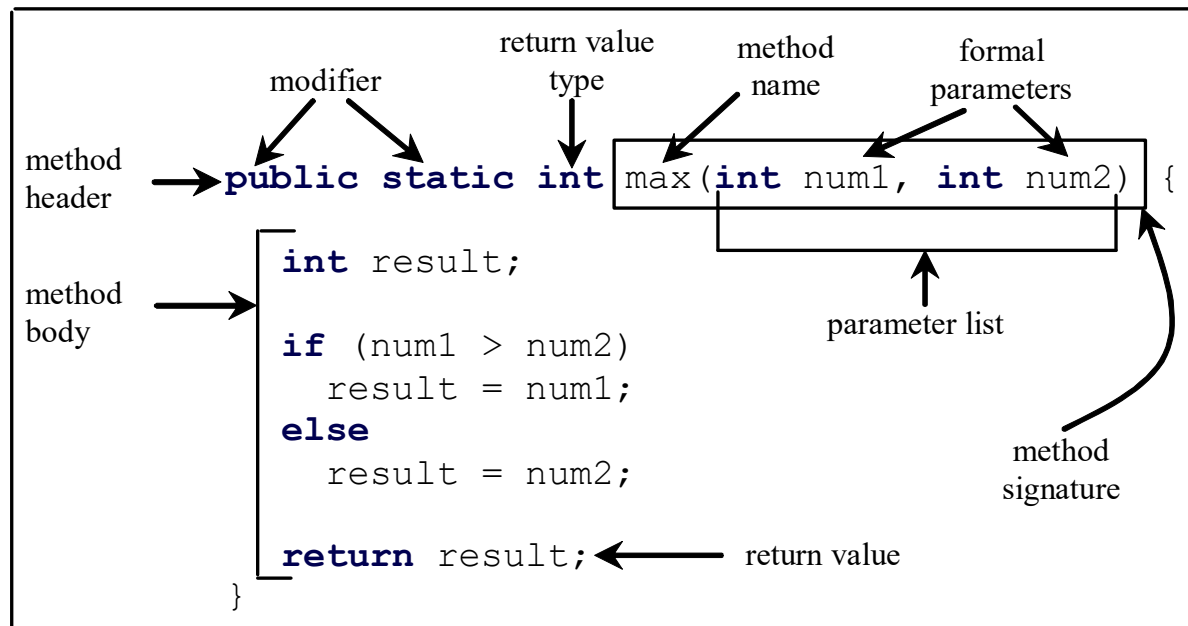 return value
type
method
name
formal
parameters
modifier
method
header
public static int max(int num1, int num2) {
int result;
method
body
parameter list
if (num1 > num2)
result = num1;
else
result = num2;
method
signature
return result;
return value
}